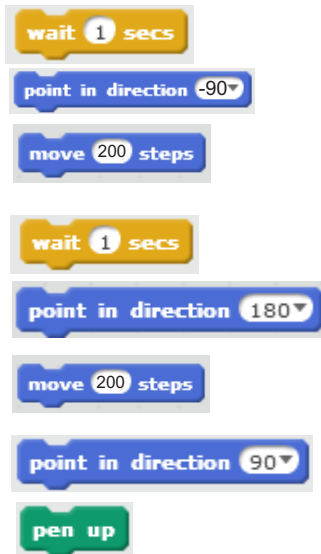 wait 1 secs
point in direction -90
move 200 steps
wait 1 secs
point in direction 180
move 200 steps
point in direction 90
pen up